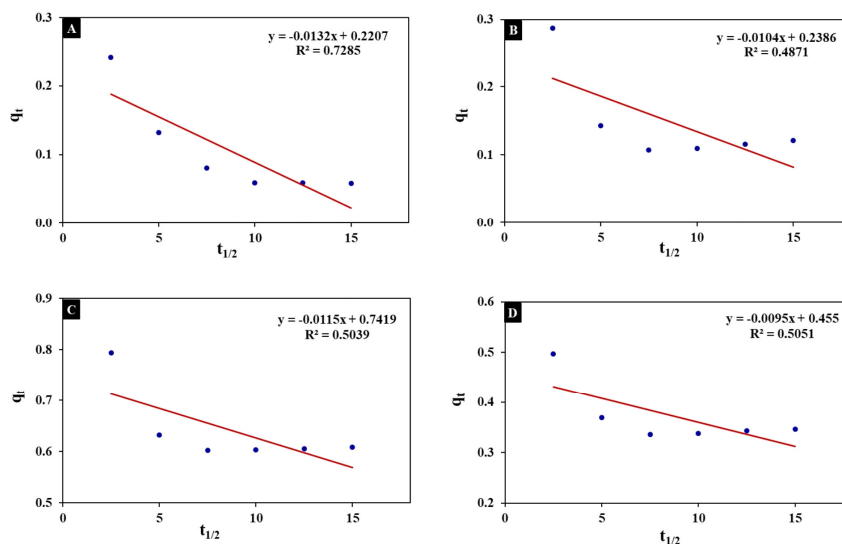 A
y = -0.0132x + 0.2207
R² = 0.7285
0.3
0.2
0.1
0.0
qt
0
5
10
15
t1/2
B
y = -0.0104x + 0.2386
R² = 0.4871
0.3
0.2
0.1
0.0
qt
0
5
10
15
t1/2
C
y = -0.0115x + 0.7419
R² = 0.5039
0.9
0.8
0.7
0.6
0.5
qt
0
5
10
15
t1/2
D
y = -0.0095x + 0.455
R² = 0.5051
0.6
0.5
0.4
0.3
0.2
qt
0
5
10
15
t1/2